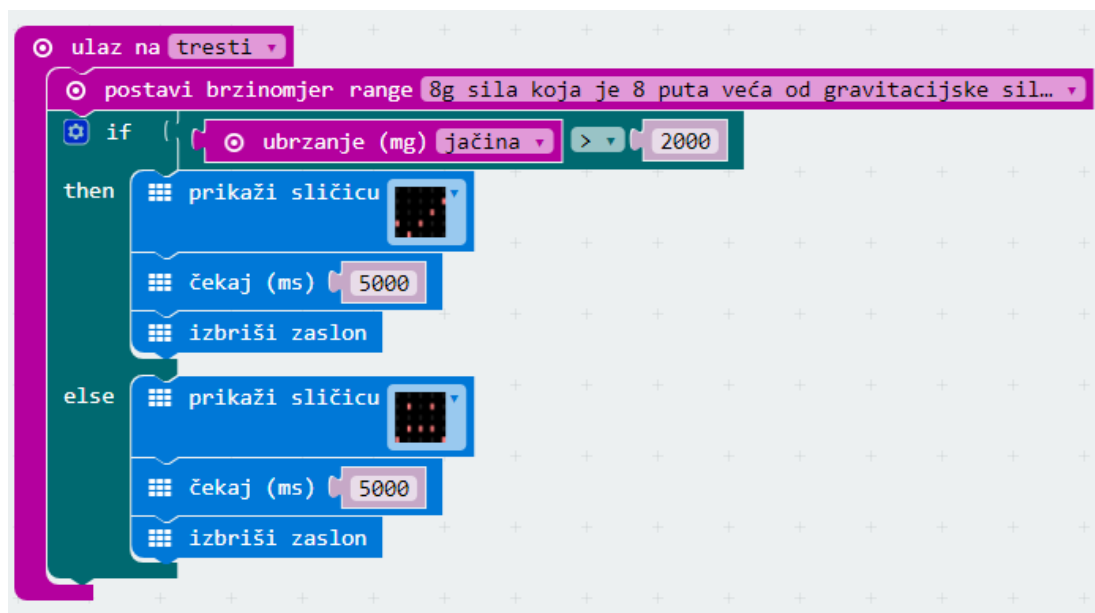 ulaz na tresti
postavi brzinomjer range 8g sila koja je 8 puta veća od gravitacijske sil…
if ubrzanje (mg) jačina > 2000
then prikaži sličicu
čekaj (ms) 5000
izbriši zaslon
else prikaži sličicu
čekaj (ms) 5000
izbriši zaslon